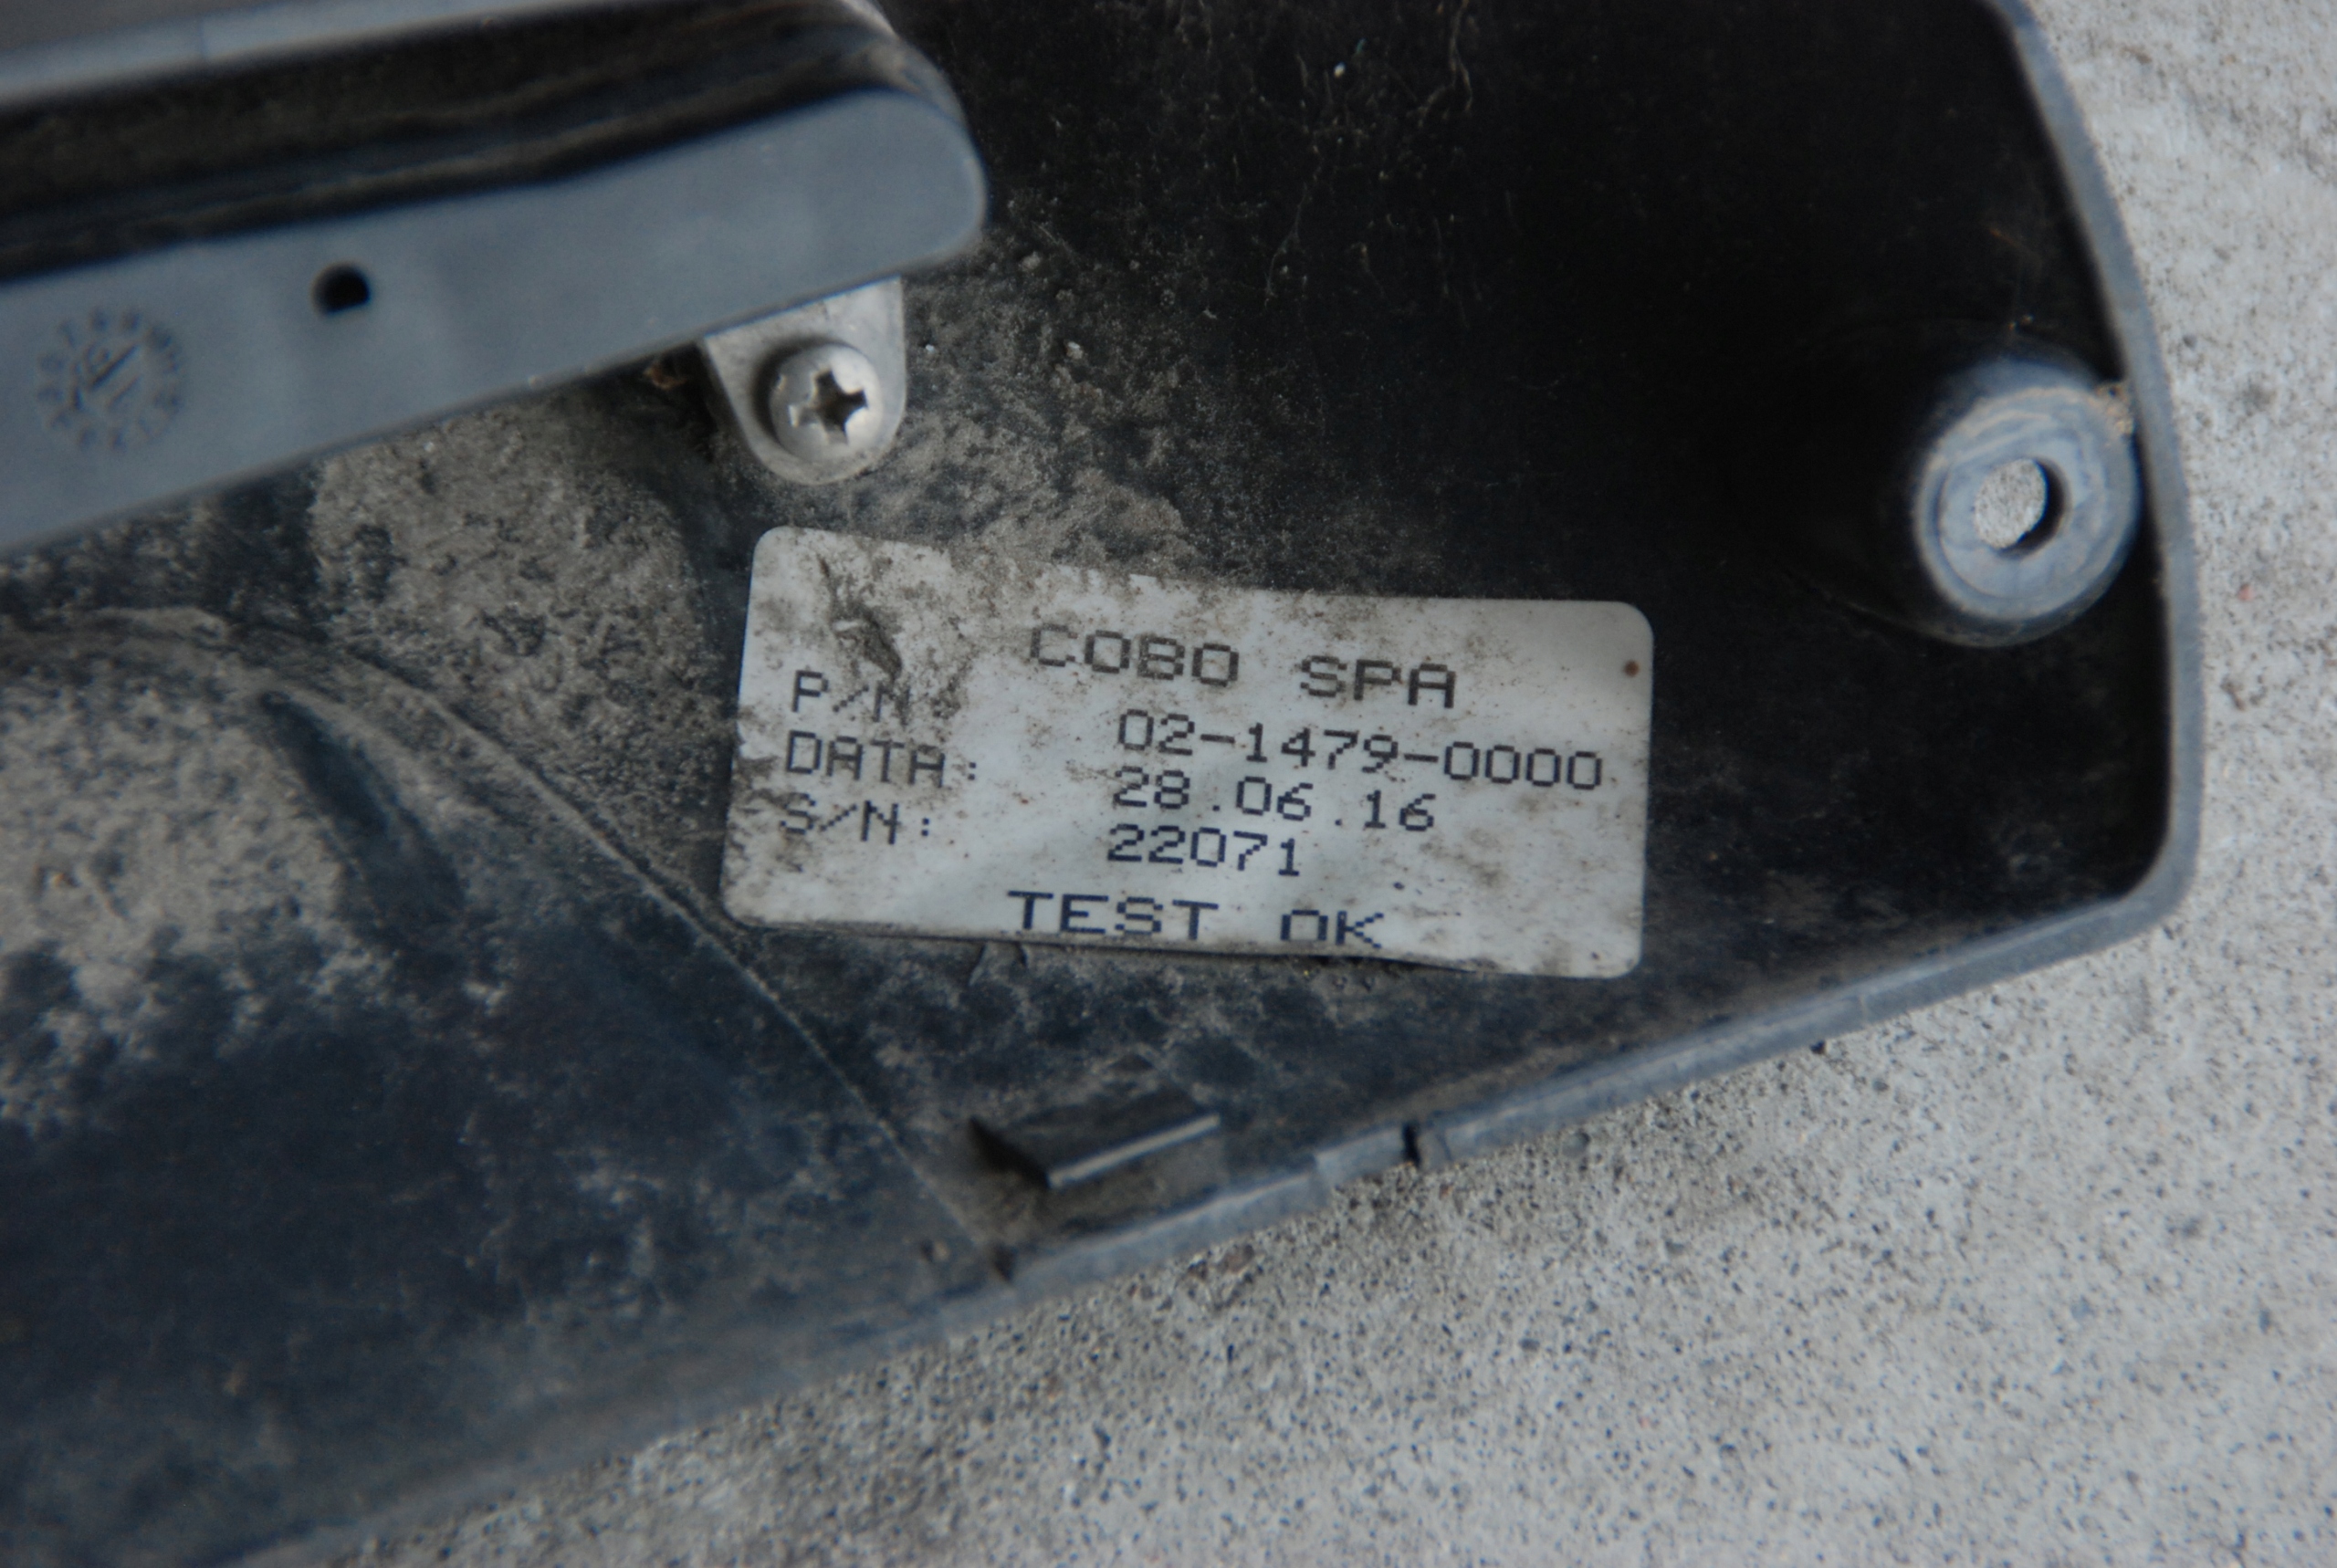 COBO SPA
P/N: 02-1479-0000
DATA: 28.06.16
S/N: 22071
TEST OK